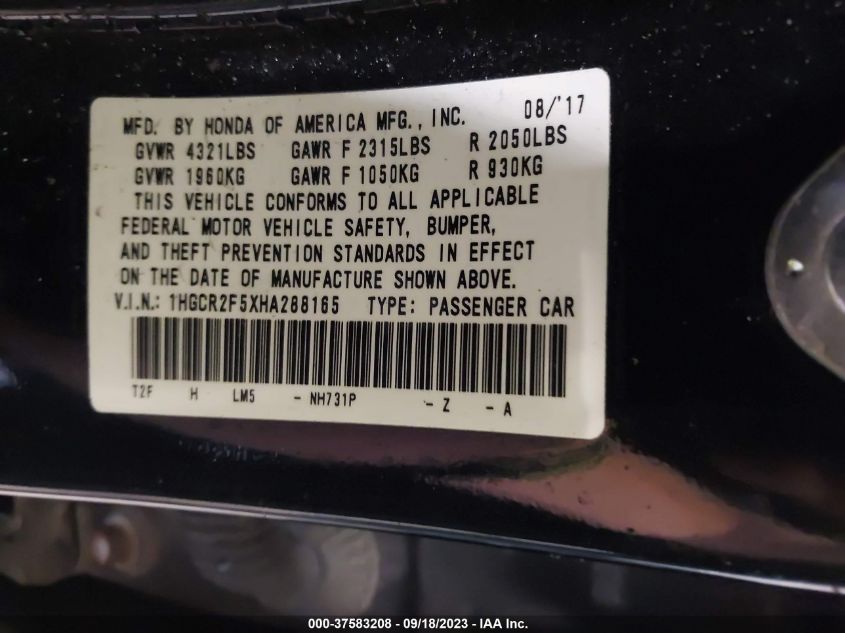 MFD. BY HONDA OF AMERICA MFG., INC. 08/'17
GVWR 4321LBS GAWR F 2315LBS R 2050LBS
GVWR 1960KG GAWR F 1050KG R 930KG
THIS VEHICLE CONFORMS TO ALL APPLICABLE
FEDERAL MOTOR VEHICLE SAFETY, BUMPER,
AND THEFT PREVENTION STANDARDS IN EFFECT
ON THE DATE OF MANUFACTURE SHOWN ABOVE.
V.I.N.: 1HGCR2F5XHA288165 TYPE: PASSENGER CAR
T2F H LM5 - NH731P - Z - A
000-37583208 - 09/18/2023 - IAA Inc.